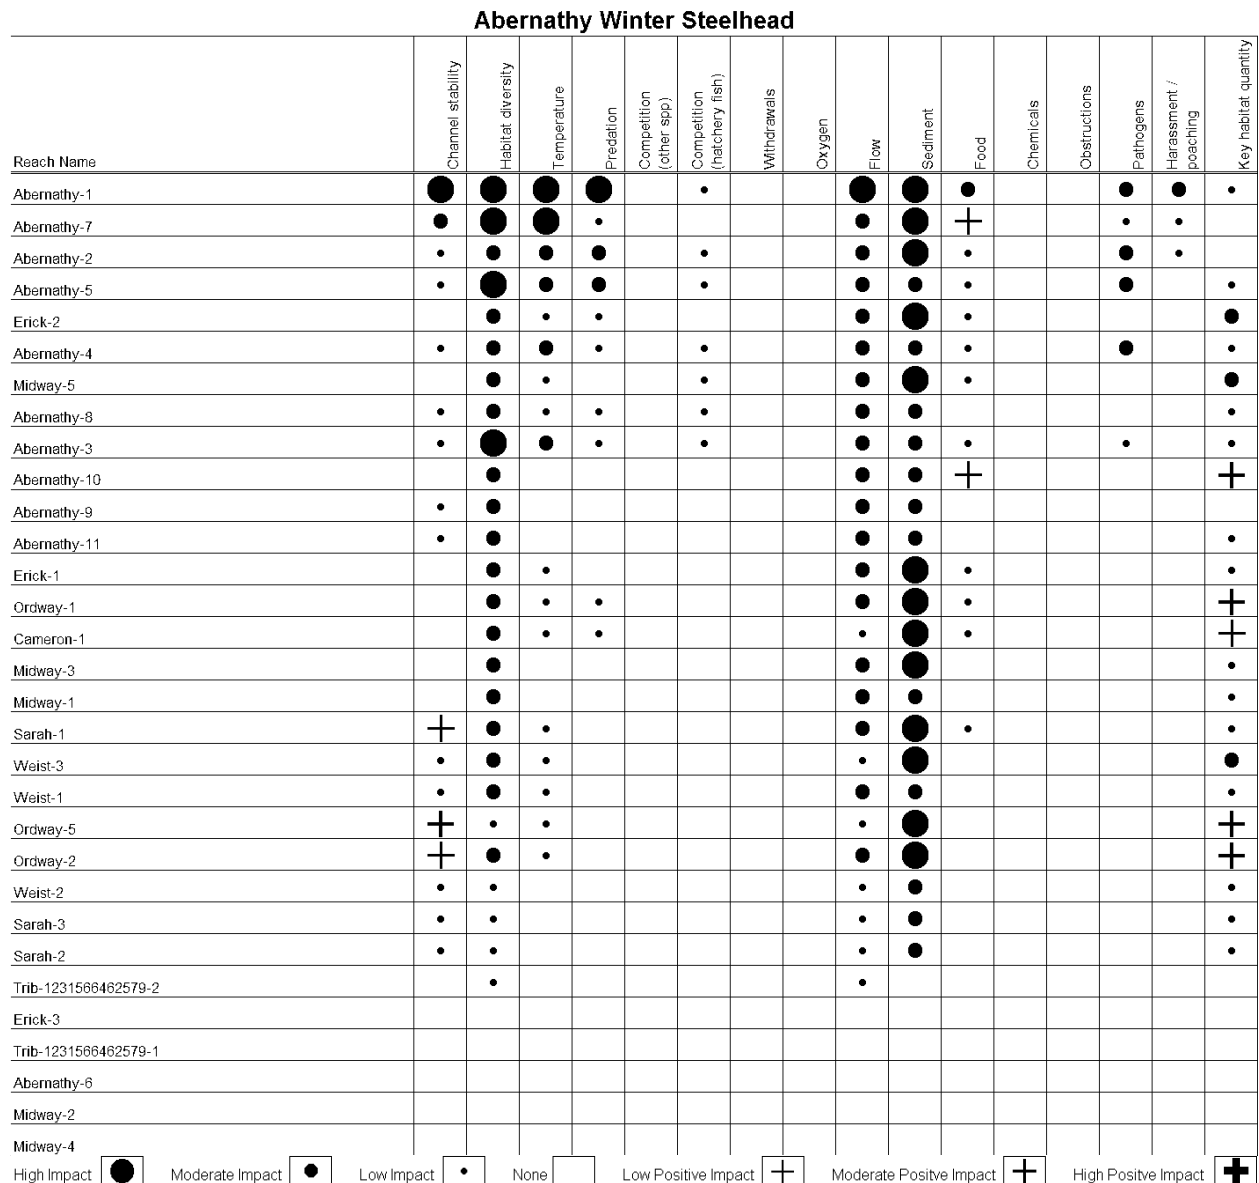 Abernathy Winter Steelhead
Reach Name
Channel stability
Habitat diversity
Temperature
Predation
Competition
(other spp)
Competition
(hatchery fish)
Withdrawals
Oxygen
Flow
Sediment
Food
Chemicals
Obstructions
Pathogens
Harassment /
poaching
Key habitat quantity
Abernathy-1
Abernathy-7
Abernathy-2
Abernathy-5
Erick-2
Abernathy-4
Midway-5
Abernathy-8
Abernathy-3
Abernathy-10
Abernathy-9
Abernathy-11
Erick-1
Ordway-1
Cameron-1
Midway-3
Midway-1
Sarah-1
Weist-3
Weist-1
Ordway-5
Ordway-2
Weist-2
Sarah-3
Sarah-2
Trib-1231566462579-2
Erick-3
Trib-1231566462579-1
Abernathy-6
Midway-2
Midway-4
High Impact Moderate Impact Low Impact None Low Positive Impact Moderate Positve Impact High Positve Impact